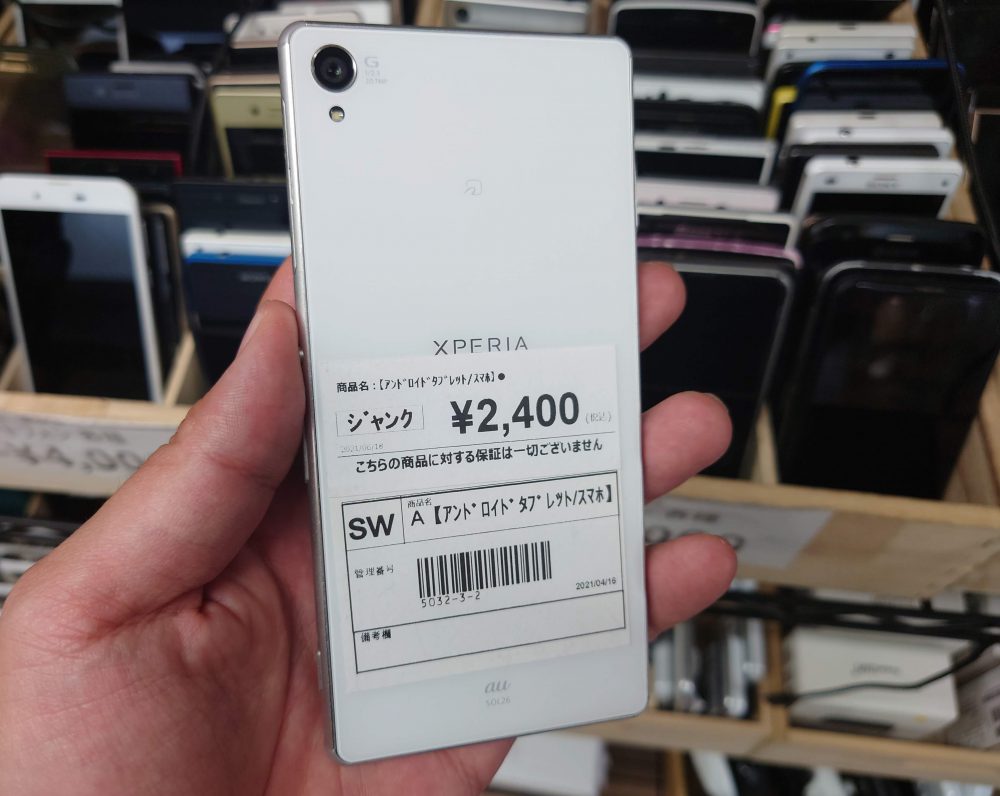 G
XPERIA
商品名:【アンドロイドタブレット/スマホ】●
ジャンク ¥2,400 (税込)
2021/06/18
こちらの商品に対する保証は一切ございません
SW 商品名 A【アンドロイドタブレット/スマホ】
管理番号
5032-3-2
2021/04/16
備考欄
au
SOL26
SONY